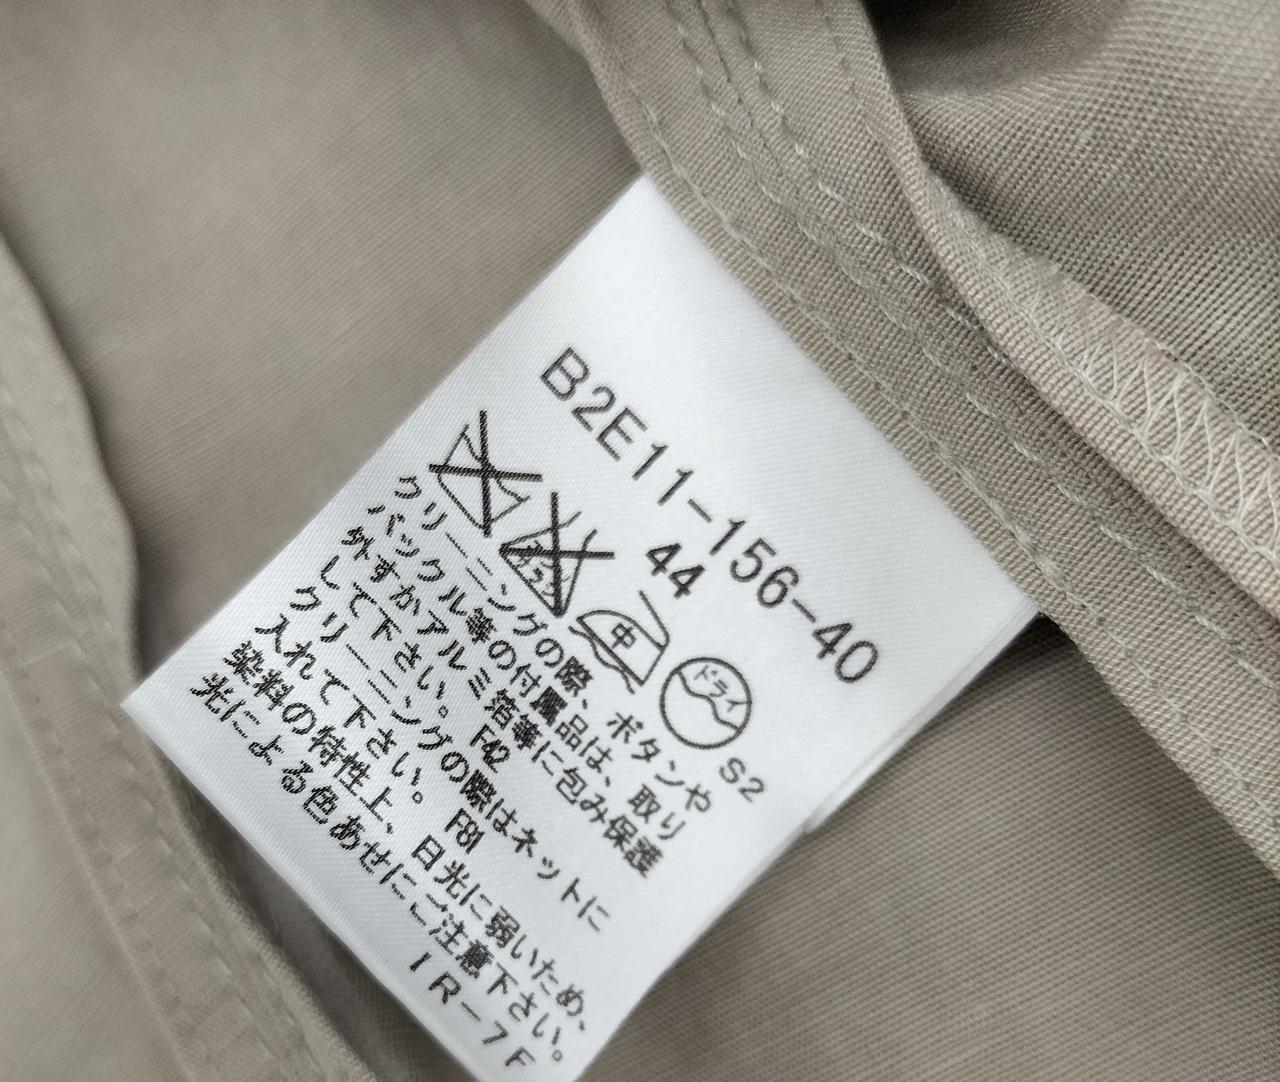 B2E11-156-40
44
エンソ
中
ドライ
S2
クリーニングの際、ボタンや
バックル等の付属品は、取り
外すかアルミ箔等に包み保護
して下さい。 F42
クリーニングの際はネットに
入れて下さい。 F81
染料の特性上、日光に弱いため、
光による色あせにご注意下さい。
IR-7F